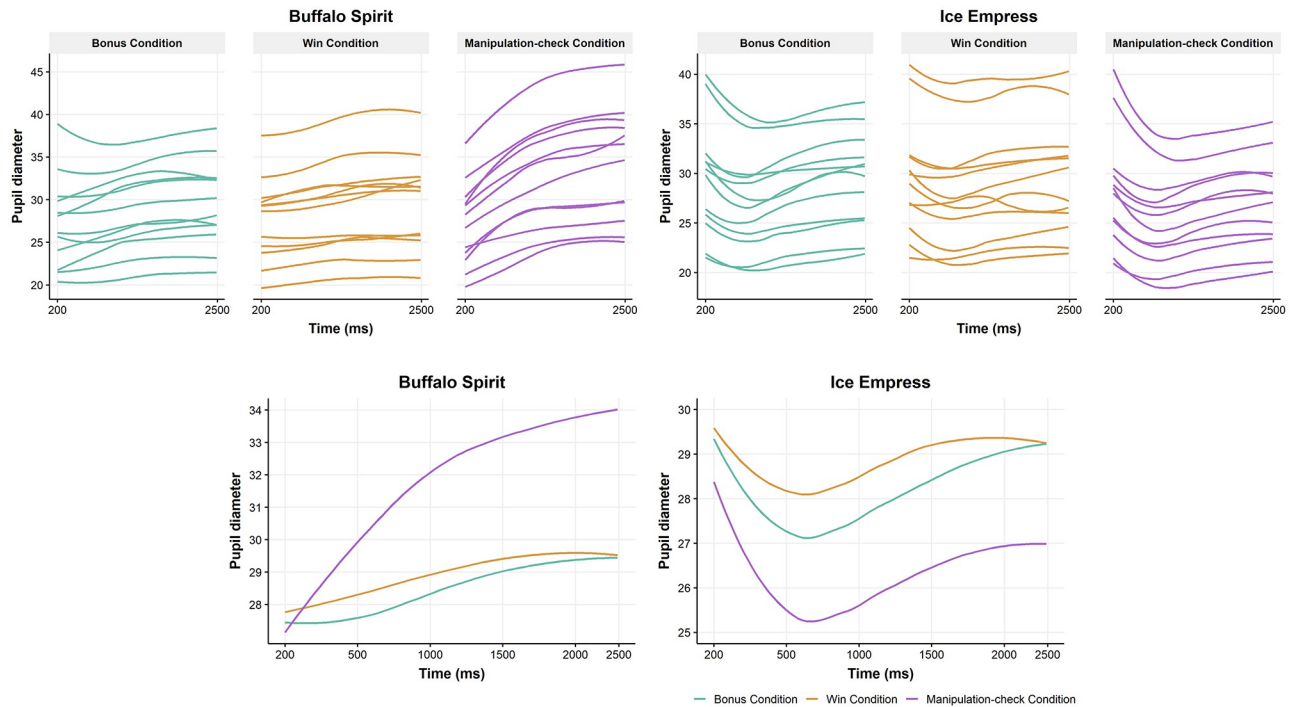 Buffalo Spirit
Ice Empress
Bonus Condition
Win Condition
Manipulation-check Condition
Bonus Condition
Win Condition
Manipulation-check Condition
Pupil diameter
45
40
35
30
25
20
Pupil diameter
40
35
30
25
20
200 2500
200 2500
200 2500
200 2500
200 2500
200 2500
Time (ms)
Time (ms)
Buffalo Spirit
Ice Empress
Pupil diameter
34
33
32
31
30
29
28
Pupil diameter
30
29
28
27
26
25
200 500 1000 1500 2000 2500
200 500 1000 1500 2000 2500
Time (ms)
Time (ms)
Bonus Condition Win Condition Manipulation-check Condition